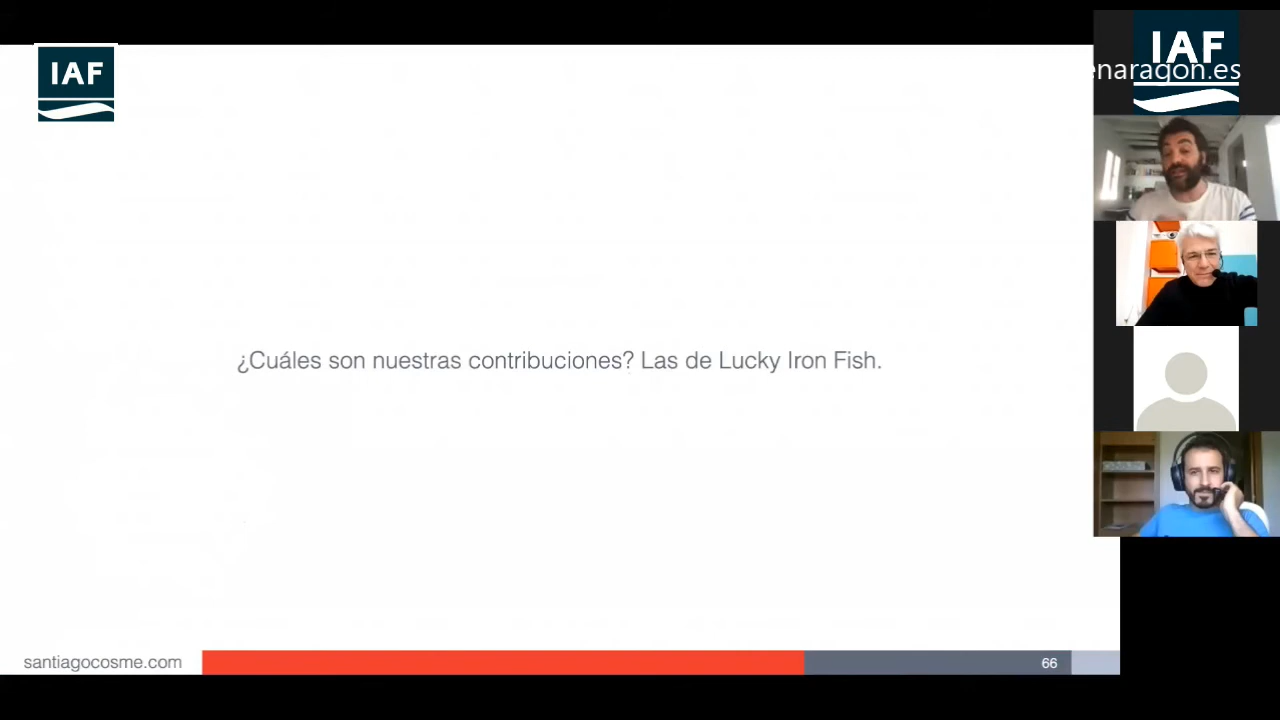 IAF
IAF
enaragon.es
¿Cuáles son nuestras contribuciones? Las de Lucky Iron Fish.
santiagocosme.com
66